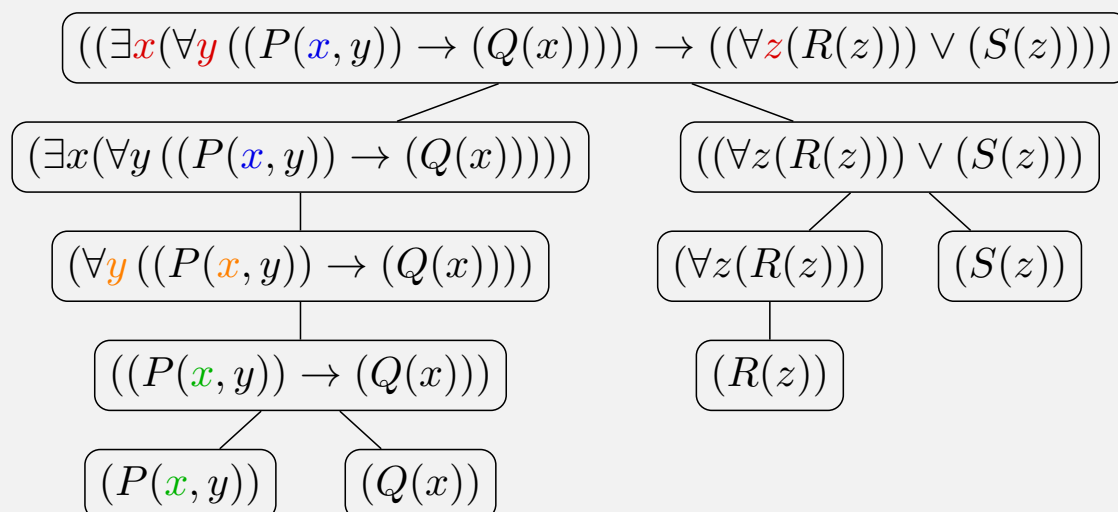 ((∃x(∀y ((P(x, y)) → (Q(x))))) → ((∀z(R(z))) ∨ (S(z))))
(∃x(∀y ((P(x, y)) → (Q(x)))))
((∀z(R(z))) ∨ (S(z)))
(∀y ((P(x, y)) → (Q(x))))
(∀z(R(z)))
(S(z))
((P(x, y)) → (Q(x)))
(R(z))
(P(x, y))
(Q(x))